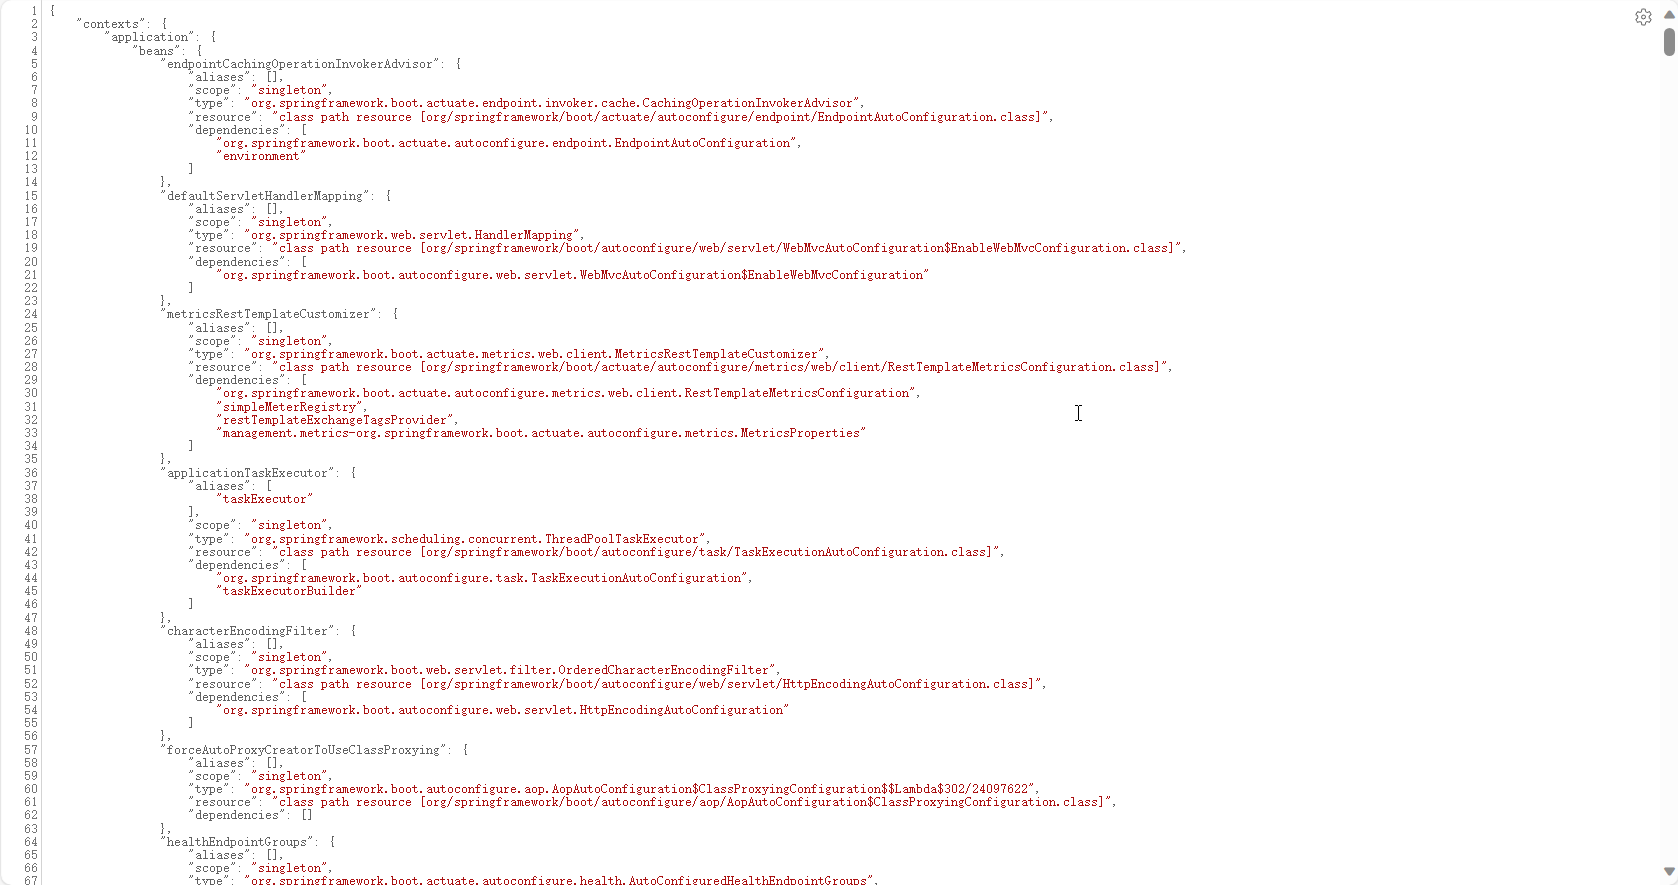 1 {
2 "contexts": {
3 "application": {
4 "beans": {
5 "endpointCachingOperationInvokerAdvisor": {
6 "aliases": [],
7 "scope": "singleton",
8 "type": "org.springframework.boot.actuate.endpoint.invoker.cache.CachingOperationInvokerAdvisor",
9 "resource": "class path resource [org/springframework/boot/actuate/autoconfigure/endpoint/EndpointAutoConfiguration.class]",
10 "dependencies": [
11 "org.springframework.boot.actuate.autoconfigure.endpoint.EndpointAutoConfiguration",
12 "environment"
13 ]
14 },
15 "defaultServletHandlerMapping": {
16 "aliases": [],
17 "scope": "singleton",
18 "type": "org.springframework.web.servlet.HandlerMapping",
19 "resource": "class path resource [org/springframework/boot/autoconfigure/web/servlet/WebMvcAutoConfiguration$EnableWebMvcConfiguration.class]",
20 "dependencies": [
21 "org.springframework.boot.autoconfigure.web.servlet.WebMvcAutoConfiguration$EnableWebMvcConfiguration"
22 ]
23 },
24 "metricsRestTemplateCustomizer": {
25 "aliases": [],
26 "scope": "singleton",
27 "type": "org.springframework.boot.actuate.metrics.web.client.MetricsRestTemplateCustomizer",
28 "resource": "class path resource [org/springframework/boot/actuate/autoconfigure/metrics/web/client/RestTemplateMetricsConfiguration.class]",
29 "dependencies": [
30 "org.springframework.boot.actuate.autoconfigure.metrics.web.client.RestTemplateMetricsConfiguration",
31 "simpleMeterRegistry",
32 "restTemplateExchangeTagsProvider",
33 "management.metrics-org.springframework.boot.actuate.autoconfigure.metrics.MetricsProperties"
34 ]
35 },
36 "applicationTaskExecutor": {
37 "aliases": [
38 "taskExecutor"
39 ],
40 "scope": "singleton",
41 "type": "org.springframework.scheduling.concurrent.ThreadPoolTaskExecutor",
42 "resource": "class path resource [org/springframework/boot/autoconfigure/task/TaskExecutionAutoConfiguration.class]",
43 "dependencies": [
44 "org.springframework.boot.autoconfigure.task.TaskExecutionAutoConfiguration",
45 "taskExecutorBuilder"
46 ]
47 },
48 "characterEncodingFilter": {
49 "aliases": [],
50 "scope": "singleton",
51 "type": "org.springframework.boot.web.servlet.filter.OrderedCharacterEncodingFilter",
52 "resource": "class path resource [org/springframework/boot/autoconfigure/web/servlet/HttpEncodingAutoConfiguration.class]",
53 "dependencies": [
54 "org.springframework.boot.autoconfigure.web.servlet.HttpEncodingAutoConfiguration"
55 ]
56 },
57 "forceAutoProxyCreatorToUseClassProxying": {
58 "aliases": [],
59 "scope": "singleton",
60 "type": "org.springframework.boot.autoconfigure.aop.AopAutoConfiguration$ClassProxyingConfiguration$$Lambda$302/24097622",
61 "resource": "class path resource [org/springframework/boot/autoconfigure/aop/AopAutoConfiguration$ClassProxyingConfiguration.class]",
62 "dependencies": []
63 },
64 "healthEndpointGroups": {
65 "aliases": [],
66 "scope": "singleton",
67 "type": "org.springframework.boot.actuate.autoconfigure.health.AutoConfiguredHealthEndpointGroups",